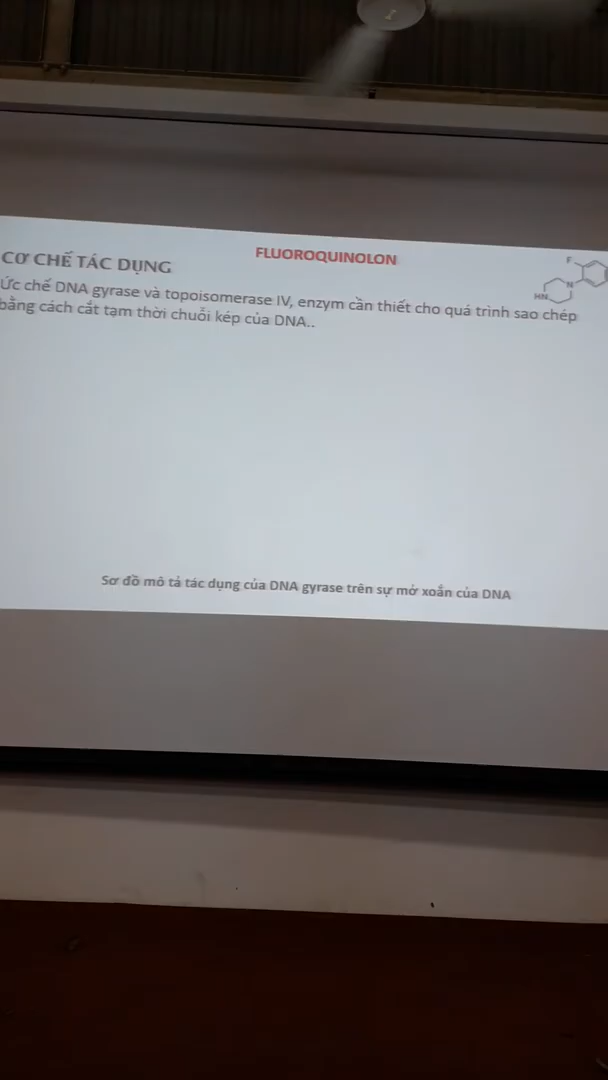 FLUOROQUINOLON
CƠ CHẾ TÁC DỤNG
Ức chế DNA gyrase và topoisomerase IV, enzym cần thiết cho quá trình sao chép
bằng cách cắt tạm thời chuỗi kép của DNA..
F
N
HN
Sơ đồ mô tả tác dụng của DNA gyrase trên sự mở xoắn của DNA